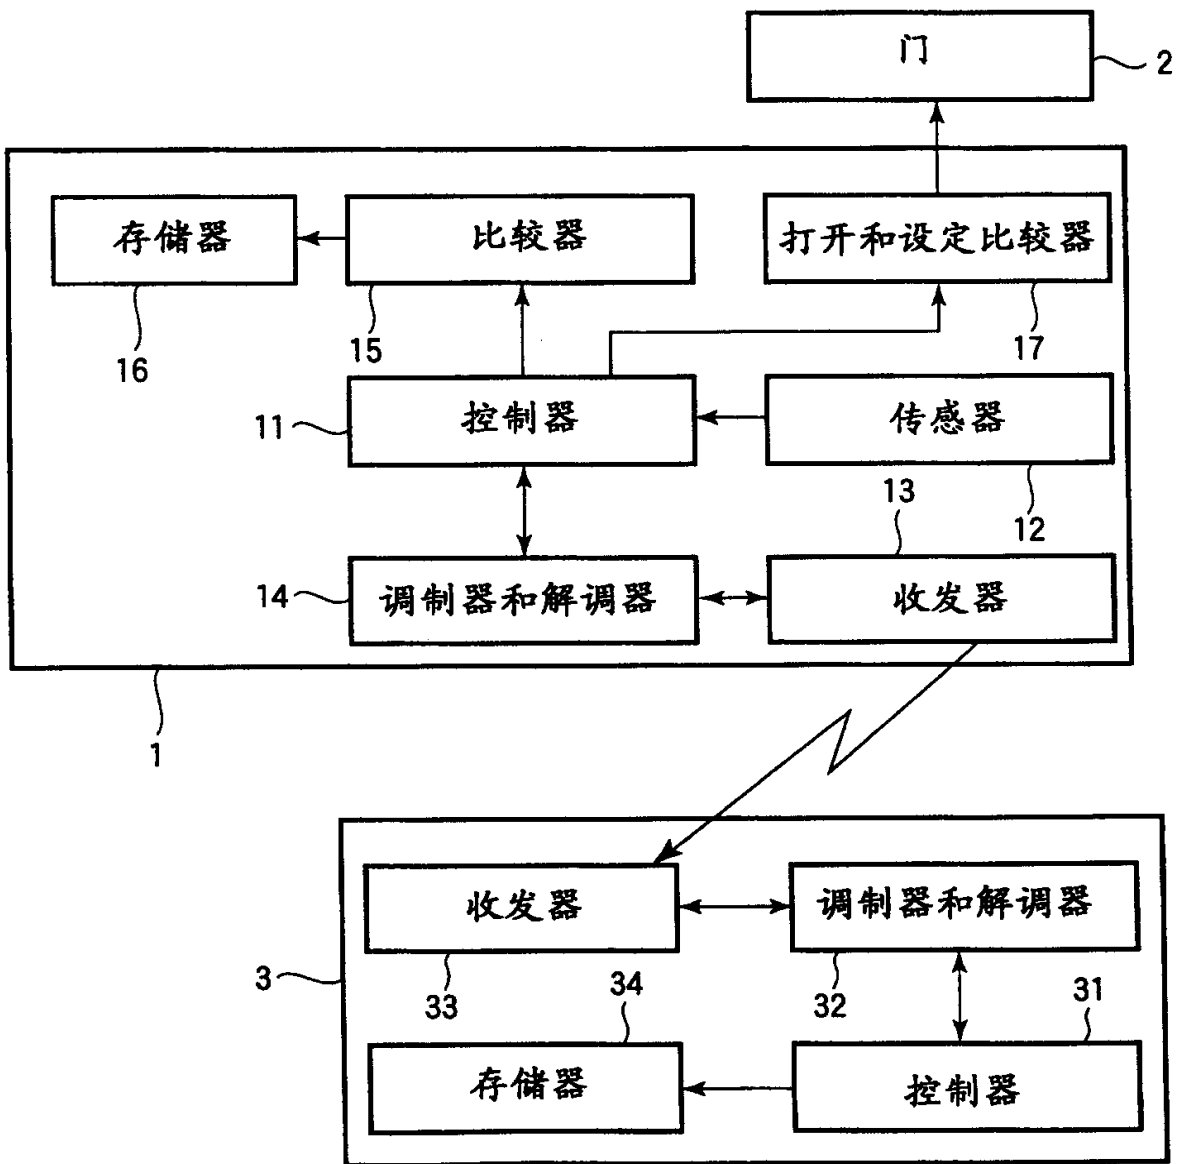 门
2
存储器
比较器
打开和设定比较器
16
15
17
11
控制器
传感器
13
12
14
调制器和解调器
收发器
1
收发器
调制器和解调器
3
33
34
32
31
存储器
控制器